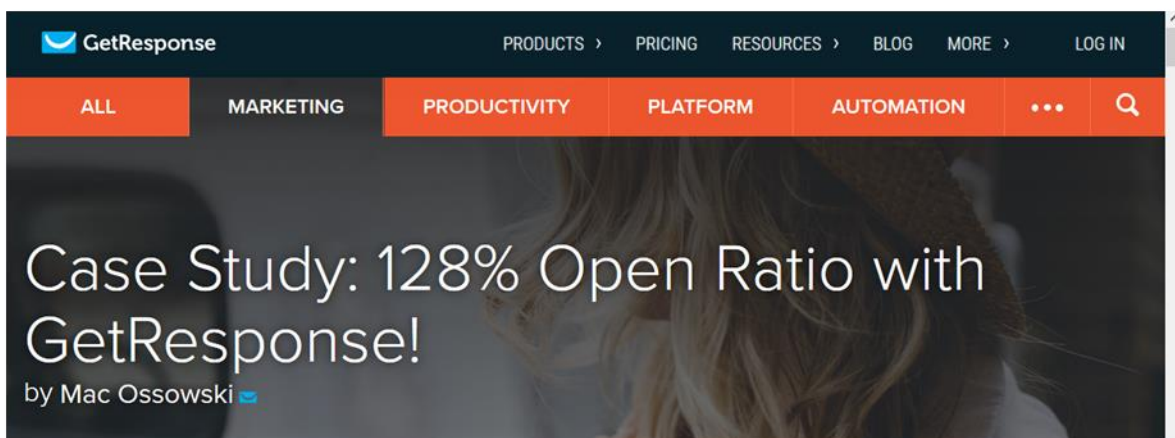 GetResponse PRODUCTS › PRICING RESOURCES › BLOG MORE › LOG IN
ALL MARKETING PRODUCTIVITY PLATFORM AUTOMATION •••
Case Study: 128% Open Ratio with
GetResponse!
by Mac Ossowski